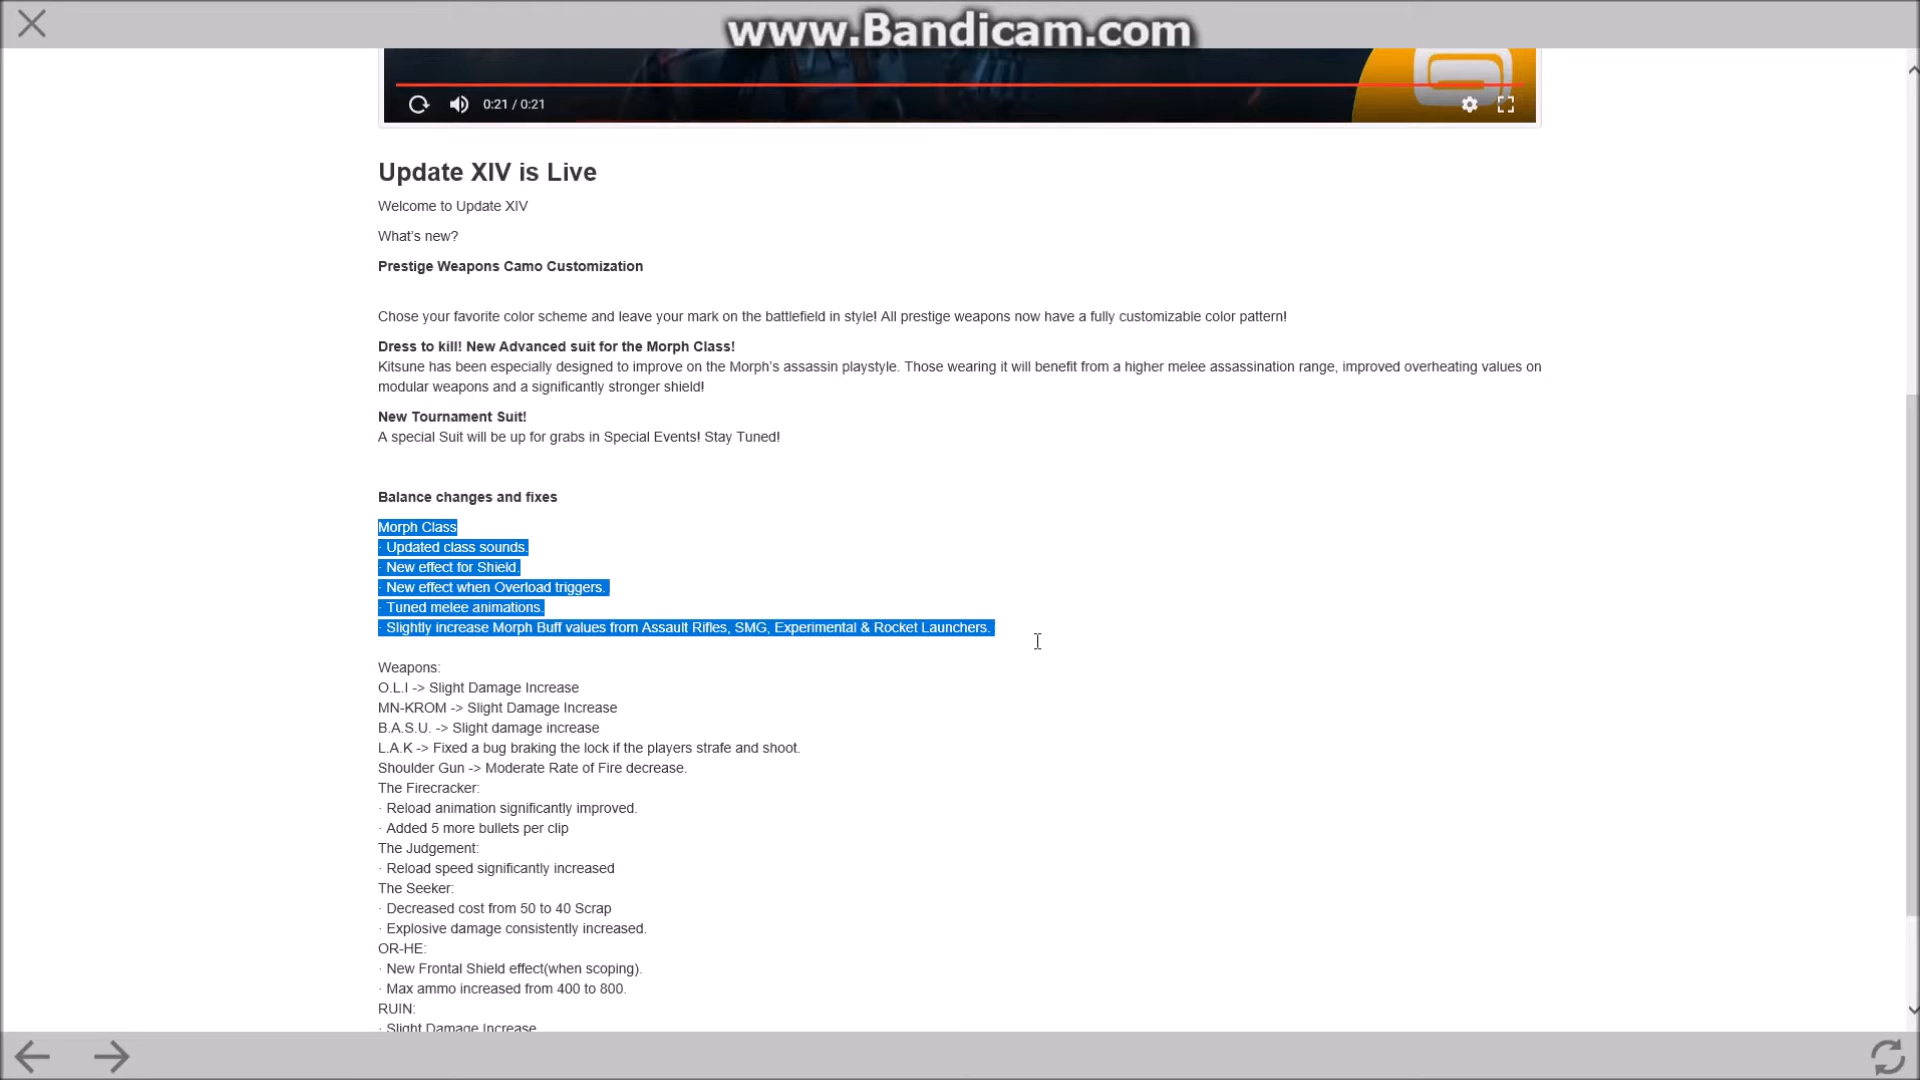 www.Bandicam.com
0:21 / 0:21
Update XIV is Live
Welcome to Update XIV
What's new?
Prestige Weapons Camo Customization
Chose your favorite color scheme and leave your mark on the battlefield in style! All prestige weapons now have a fully customizable color pattern!
Dress to kill! New Advanced suit for the Morph Class!
Kitsune has been especially designed to improve on the Morph's assassin playstyle. Those wearing it will benefit from a higher melee assassination range, improved overheating values on
modular weapons and a significantly stronger shield!
New Tournament Suit!
A special Suit will be up for grabs in Special Events! Stay Tuned!
Balance changes and fixes
Morph Class
· Updated class sounds.
· New effect for Shield.
· New effect when Overload triggers.
· Tuned melee animations.
· Slightly increase Morph Buff values from Assault Rifles, SMG, Experimental & Rocket Launchers.
Weapons:
O.L.I -> Slight Damage Increase
MN-KROM -> Slight Damage Increase
B.A.S.U. -> Slight damage increase
L.A.K -> Fixed a bug braking the lock if the players strafe and shoot.
Shoulder Gun -> Moderate Rate of Fire decrease.
The Firecracker:
· Reload animation significantly improved.
· Added 5 more bullets per clip
The Judgement:
· Reload speed significantly increased
The Seeker:
· Decreased cost from 50 to 40 Scrap
· Explosive damage consistently increased.
OR-HE:
· New Frontal Shield effect(when scoping).
· Max ammo increased from 400 to 800.
RUIN:
· Slight Damage Increase